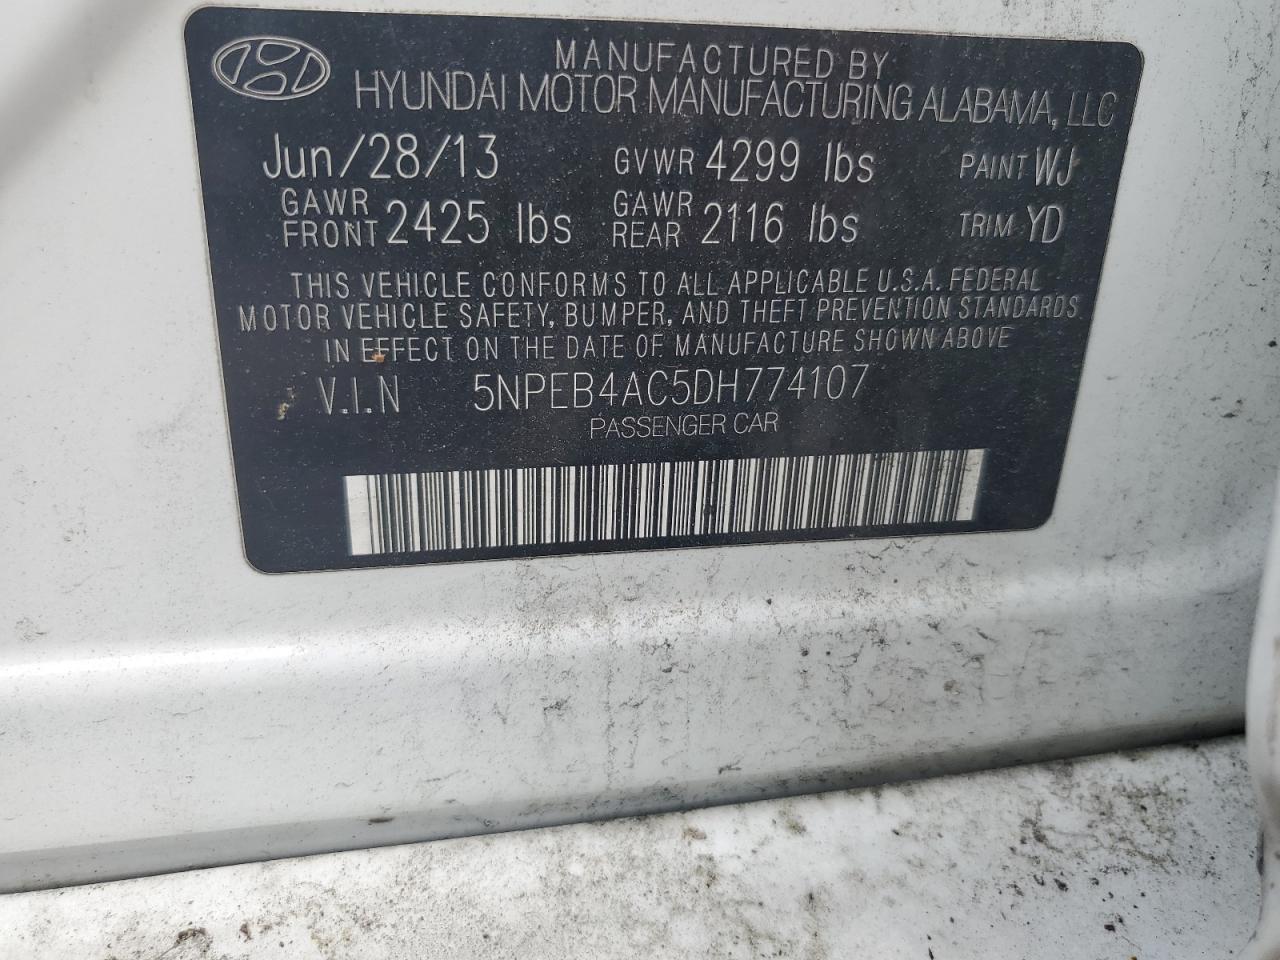 MANUFACTURED BY
HYUNDAI MOTOR MANUFACTURING ALABAMA, LLC
Jun/28/13 GVWR 4299 lbs PAINT WJ
GAWR FRONT 2425 lbs GAWR REAR 2116 lbs TRIM YD
THIS VEHICLE CONFORMS TO ALL APPLICABLE U.S.A. FEDERAL
MOTOR VEHICLE SAFETY, BUMPER, AND THEFT PREVENTION STANDARDS
IN EFFECT ON THE DATE OF MANUFACTURE SHOWN ABOVE
V.I.N 5NPEB4AC5DH774107
PASSENGER CAR